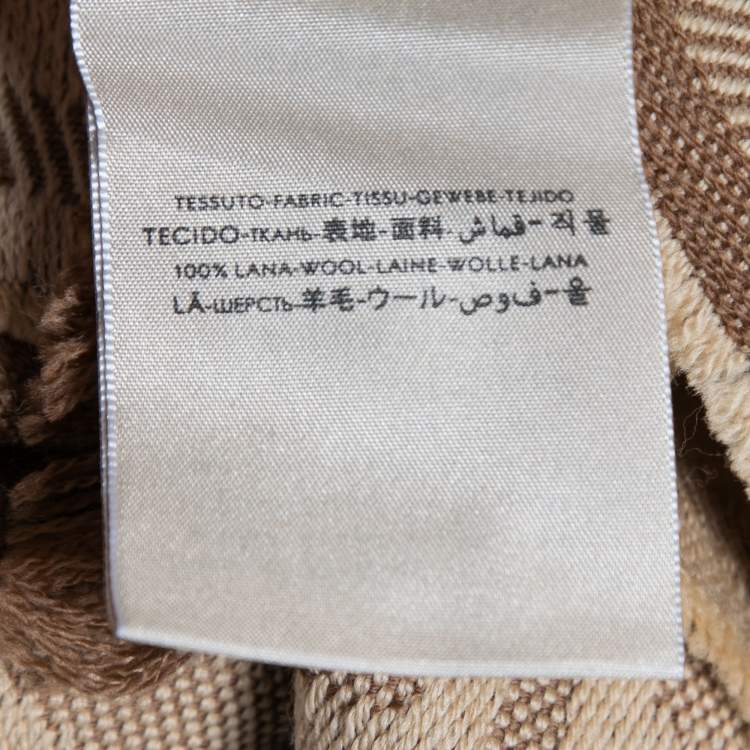 TESSUTO-FABRIC-TISSU-GEWEBE-TEJIDO
TECIDO-ТКАНЬ-表地-面料-قماش-직물
100% LANA-WOOL-LAINE-WOLLE-LANA
LÃ-ШЕРСТЬ-羊毛-ウール-صوف-울